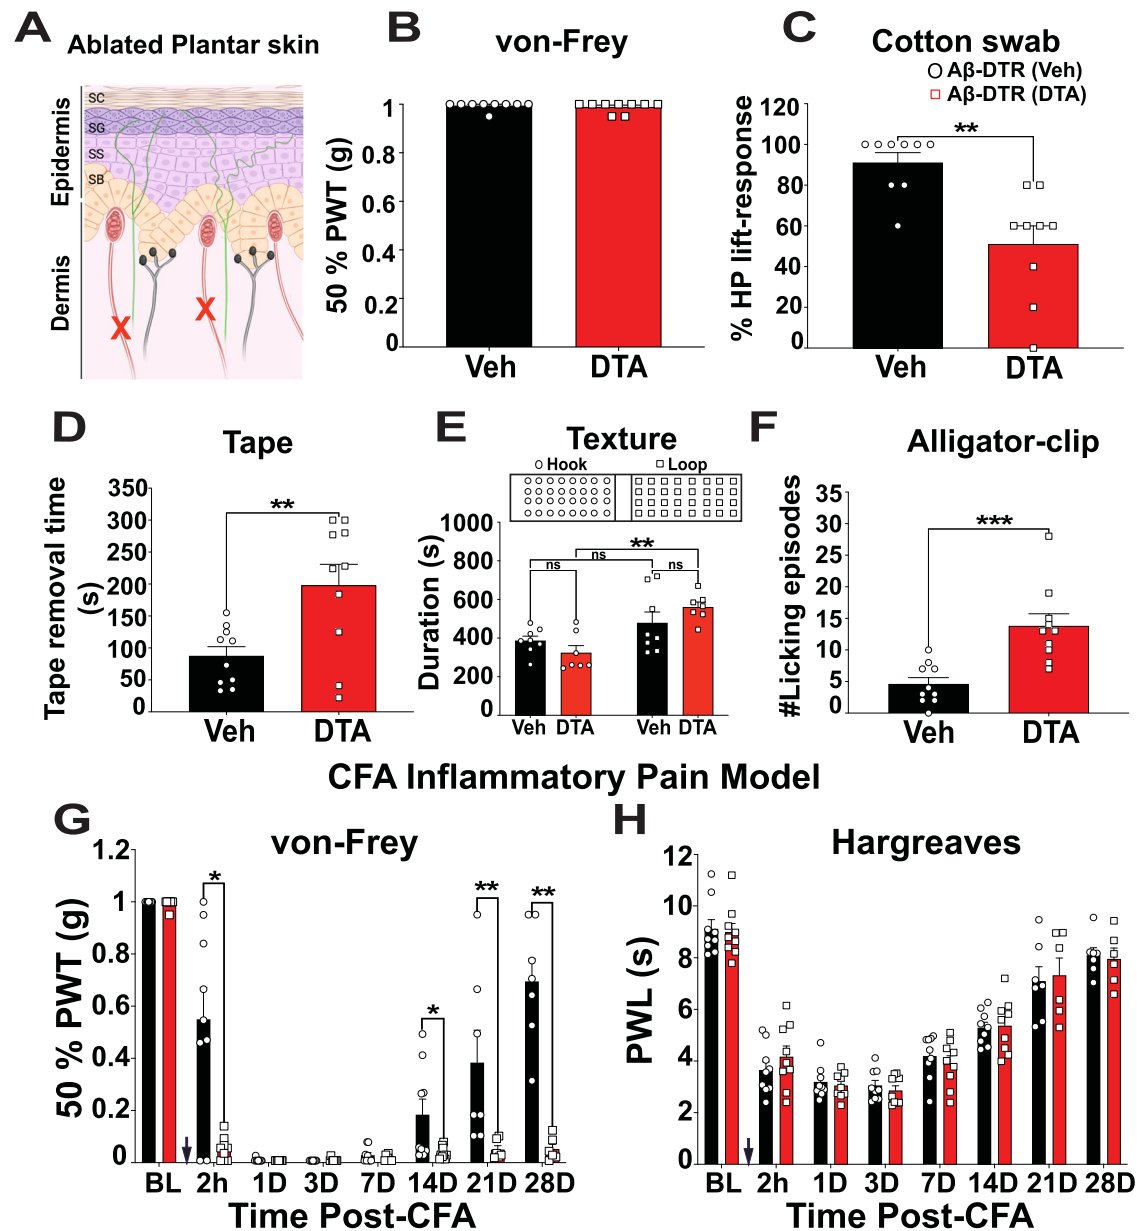 A
Ablated Plantar skin
Epidermis
Dermis
SC
SG
SS
SB
X
X
B
von-Frey
50 % PWT (g)
1
0.8
0.6
0.4
0.2
0
Veh
DTA
C
Cotton swab
Aβ-DTR (Veh)
Aβ-DTR (DTA)
% HP lift-response
120
100
80
60
40
20
0
**
Veh
DTA
D
Tape
Tape removal time
(s)
350
300
250
200
150
100
50
0
**
Veh
DTA
E
Texture
Hook
Loop
Duration (s)
1000
800
600
400
200
0
ns
ns
**
ns
Veh
DTA
Veh
DTA
F
Alligator-clip
#Licking episodes
35
30
25
20
15
10
5
0
***
Veh
DTA
CFA Inflammatory Pain Model
G
von-Frey
50 % PWT (g)
1.2
1
0.8
0.6
0.4
0.2
0
*
*
**
**
BL
2h
1D
3D
7D
14D
21D
28D
Time Post-CFA
H
Hargreaves
PWL (s)
12
10
8
6
4
2
0
BL
2h
1D
3D
7D
14D
21D
28D
Time Post-CFA